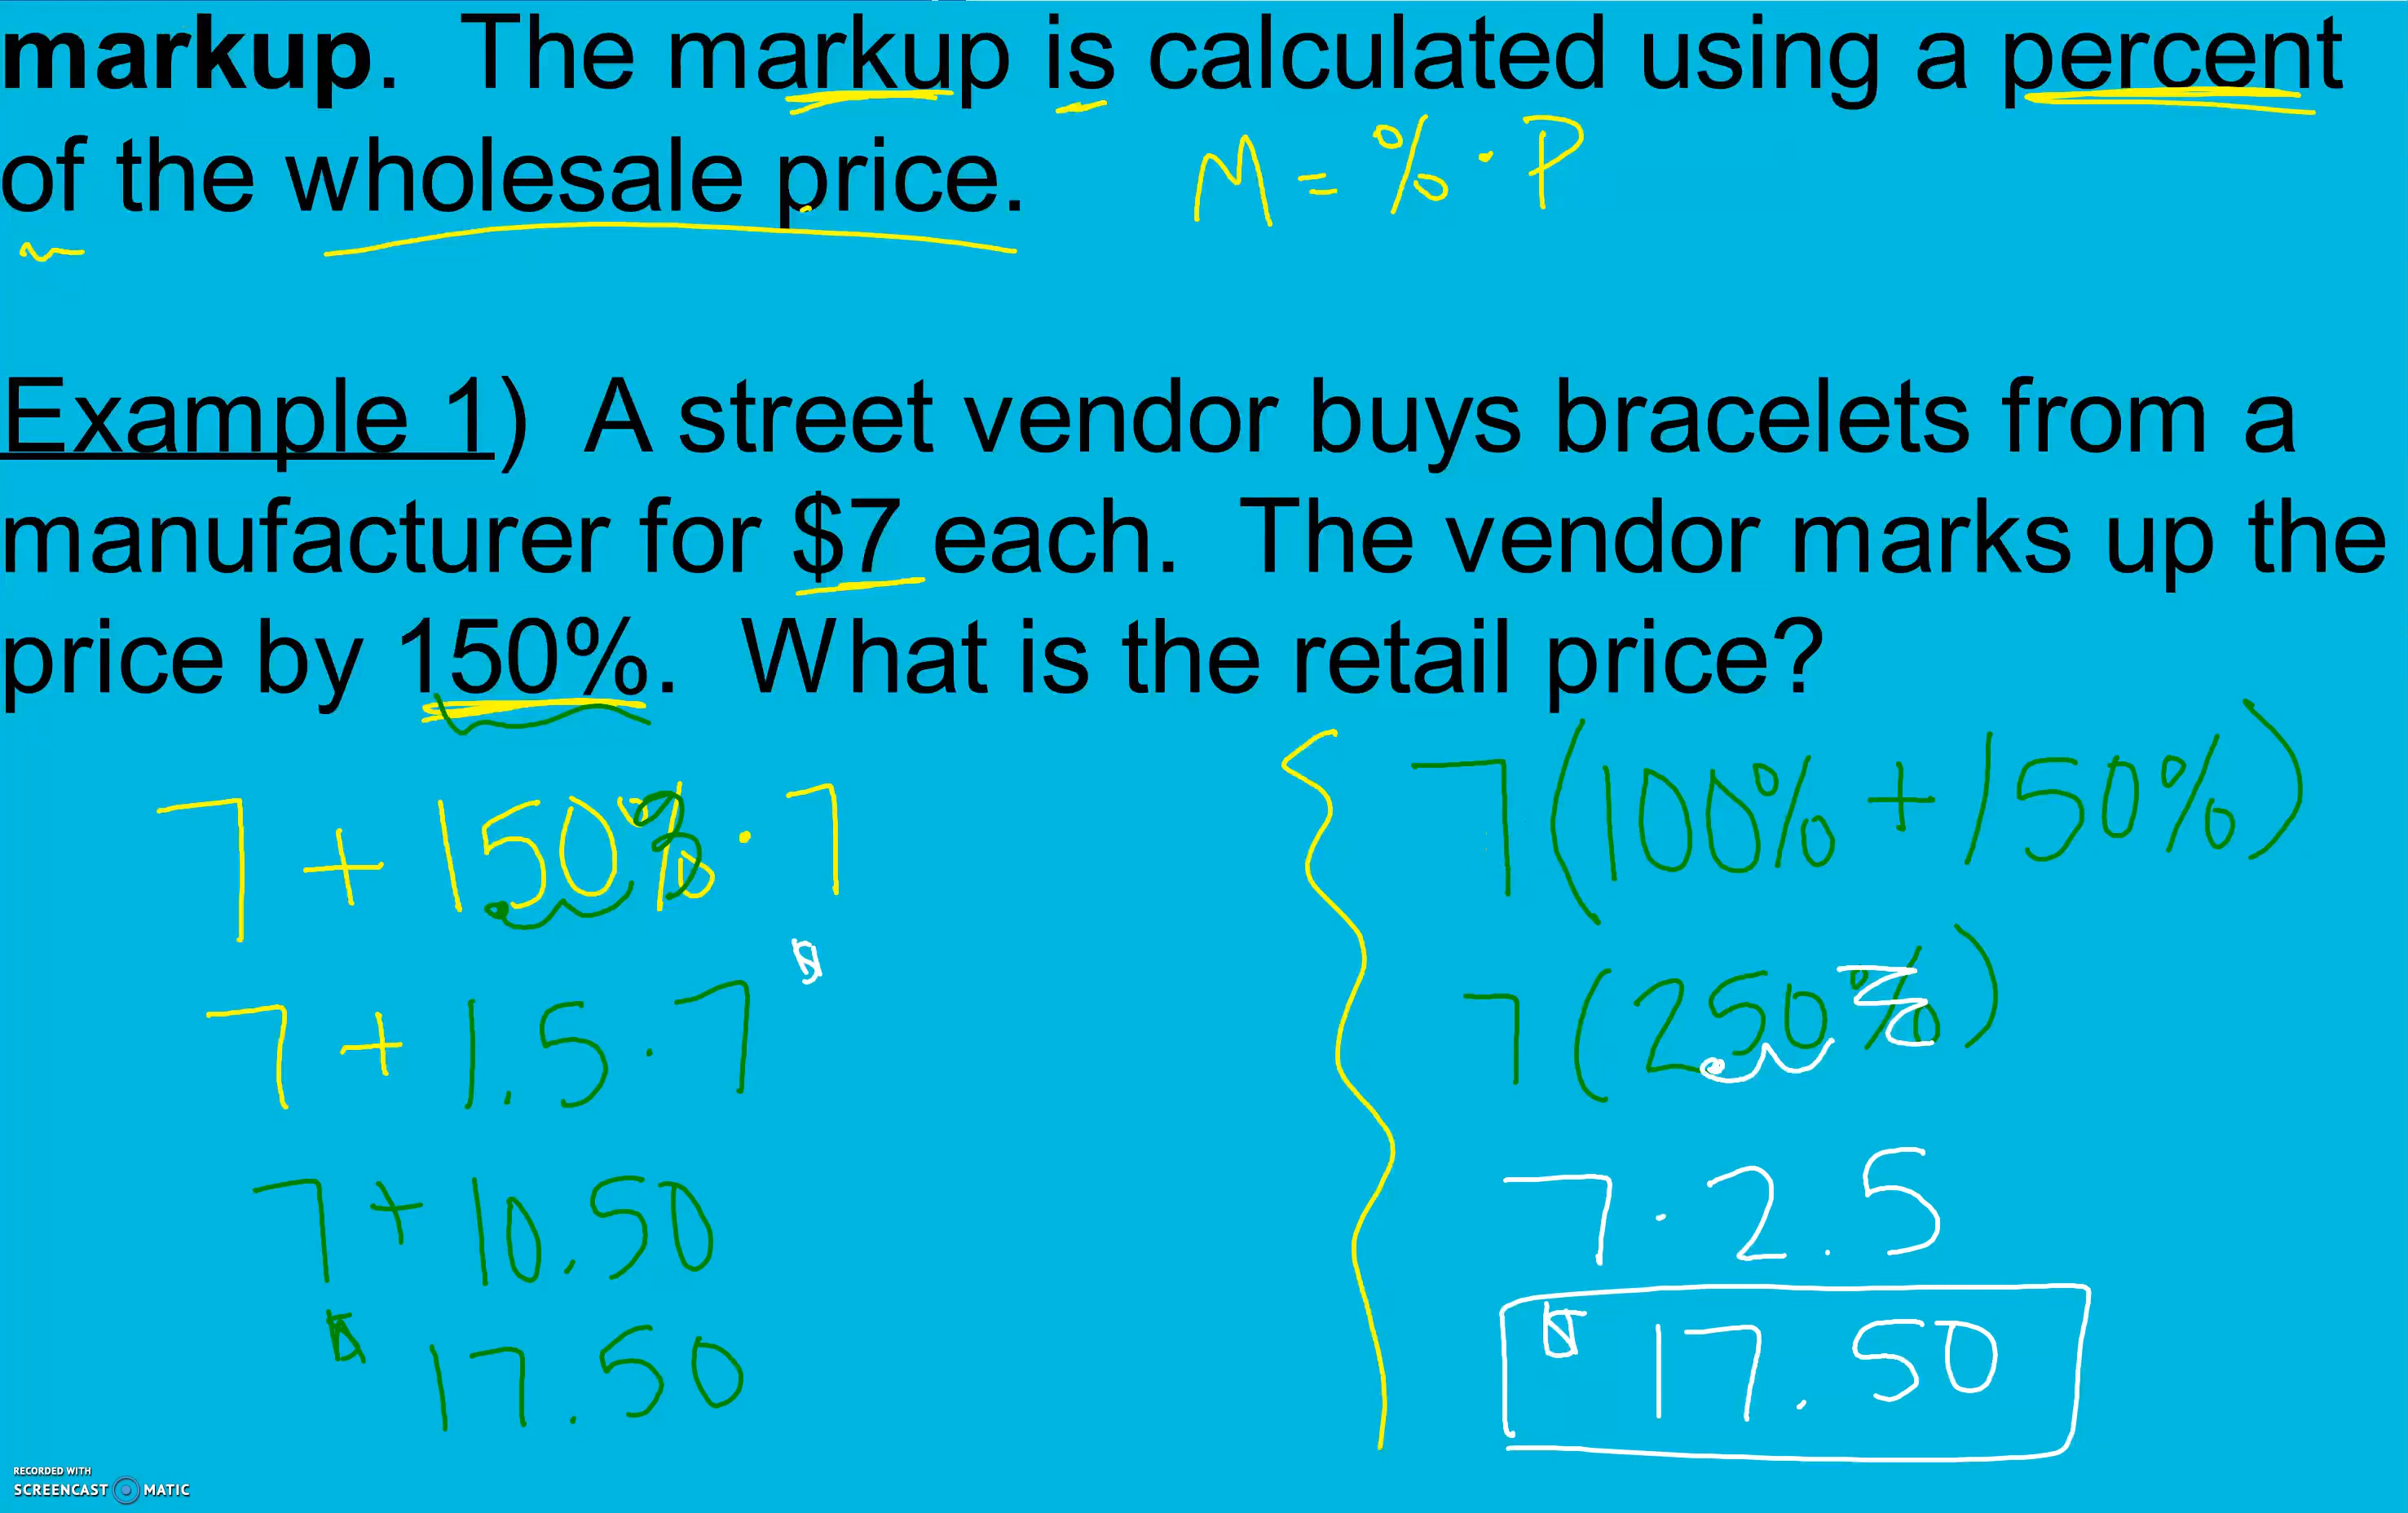 markup. The markup is calculated using a percent
of the wholesale price.
M = % · P
Example 1) A street vendor buys bracelets from a
manufacturer for $7 each. The vendor marks up the
price by 150%. What is the retail price?
7 + 150% · 7
7 + 1.5 · 7
7 + 10.50
$ 17.50
7(100% + 150%)
7(250%)
7 · 2.5
$ 17.50
RECORDED WITH
SCREENCAST MATIC